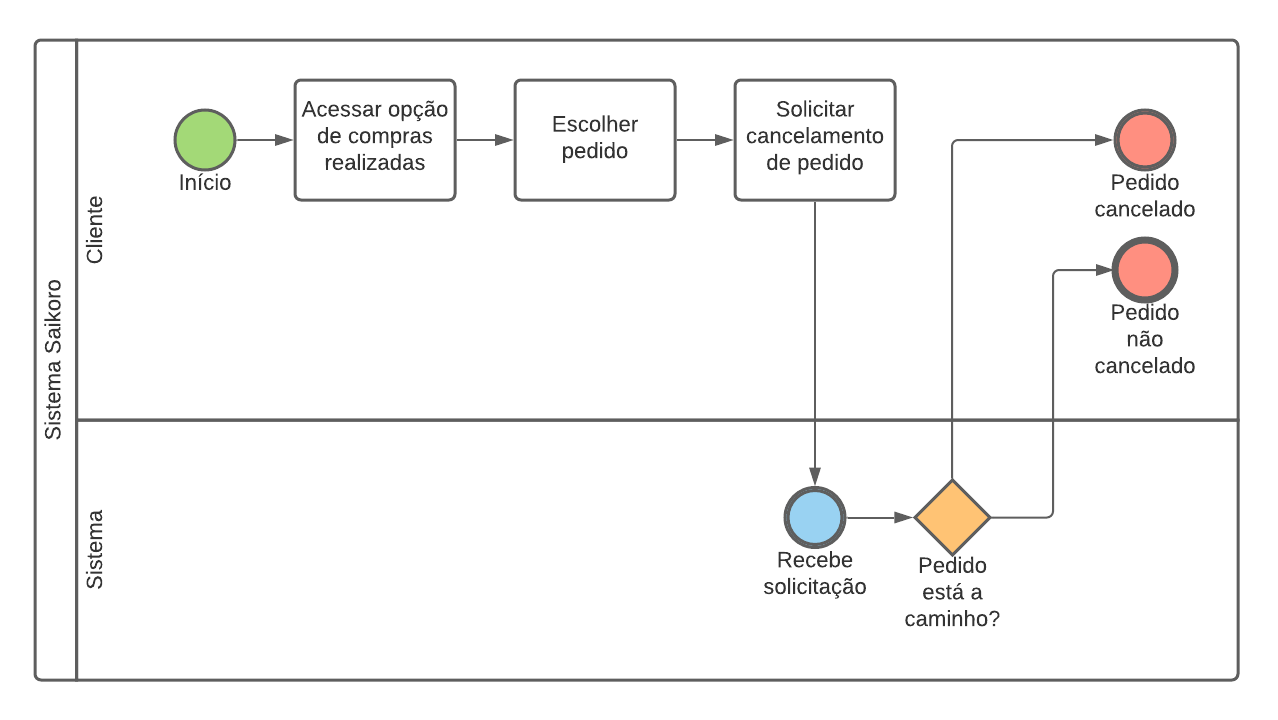 Sistema Saikoro
Cliente
Início
Acessar opção
de compras
realizadas
Escolher
pedido
Solicitar
cancelamento
de pedido
Pedido
cancelado
Pedido
não
cancelado
Sistema
Recebe
solicitação
Pedido
está a
caminho?